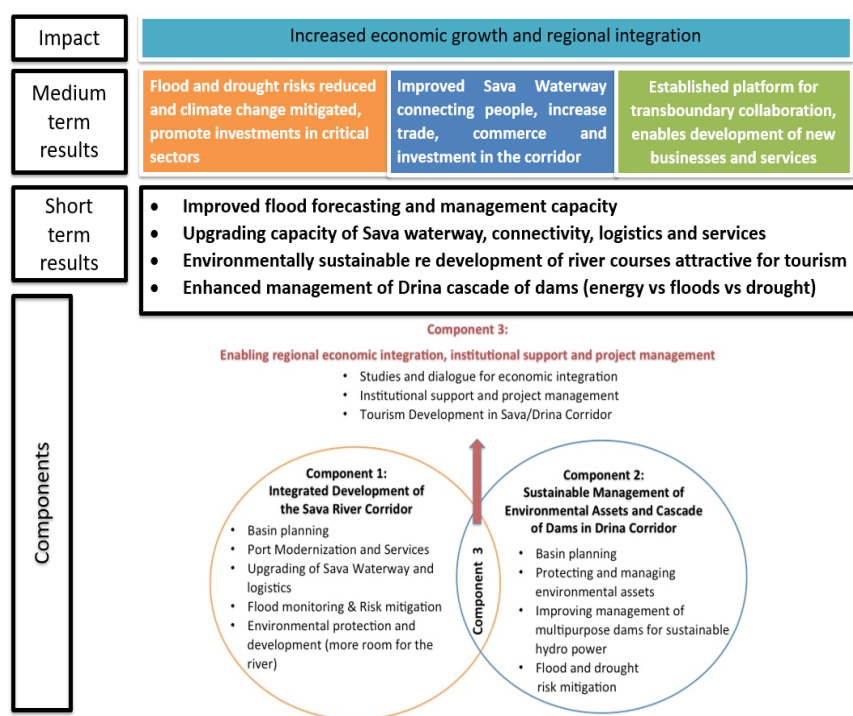 Impact
Increased economic growth and regional integration
Medium
term
results
Flood and drought risks reduced
and climate change mitigated,
promote investments in critical
sectors
Improved Sava Waterway
connecting people, increase
trade, commerce and
investment in the corridor
Established platform for
transboundary collaboration,
enables development of new
businesses and services
Short
term
results
• Improved flood forecasting and management capacity
• Upgrading capacity of Sava waterway, connectivity, logistics and services
• Environmentally sustainable re development of river courses attractive for tourism
• Enhanced management of Drina cascade of dams (energy vs floods vs drought)
Components
Component 3:
Enabling regional economic integration, institutional support and project management
• Studies and dialogue for economic integration
• Institutional support and project management
• Tourism Development in Sava/Drina Corridor
Component 1:
Integrated Development of
the Sava River Corridor
• Basin planning
• Port Modernization and Services
• Upgrading of Sava Waterway and
logistics
• Flood monitoring & Risk mitigation
• Environmental protection and
development (more room for the
river)
Component 3
Component 2:
Sustainable Management of
Environmental Assets and Cascade
of Dams in Drina Corridor
• Basin planning
• Protecting and managing
environmental assets
• Improving management of
multipurpose dams for sustainable
hydro power
• Flood and drought
risk mitigation